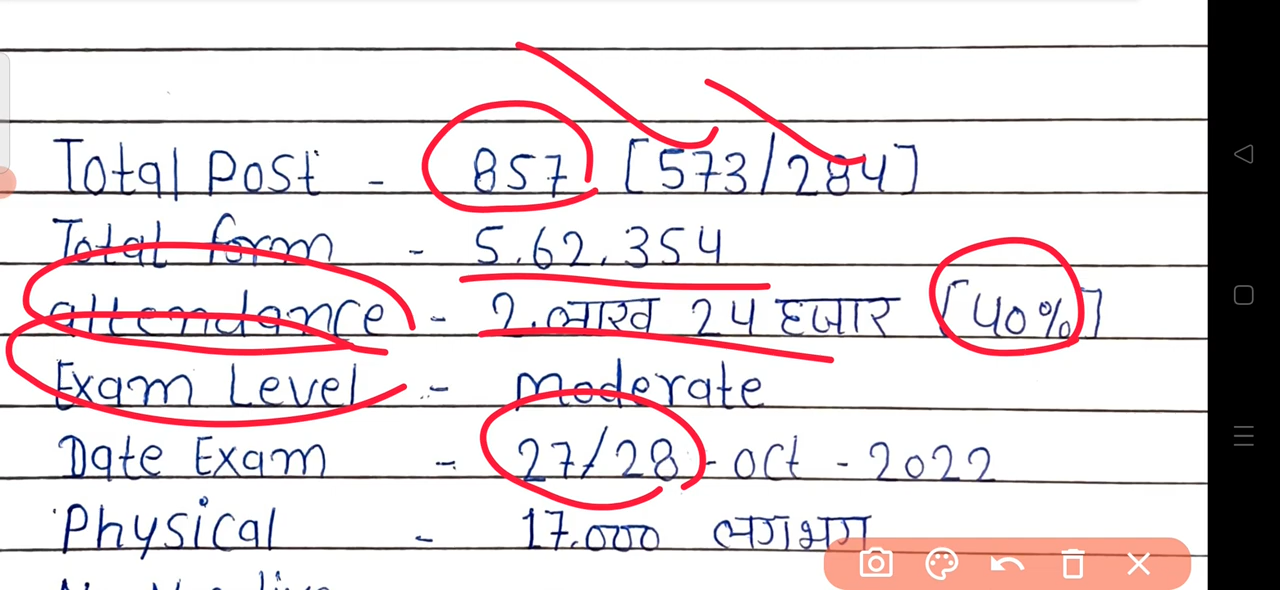 Total Post - 857 [573/284]
Total form - 5.62.354
attendance - 2.लाख 24 हजार [40%]
Exam Level - moderate
Date Exam - 27/28 - oct - 2022
Physical - 17.000 लगभग